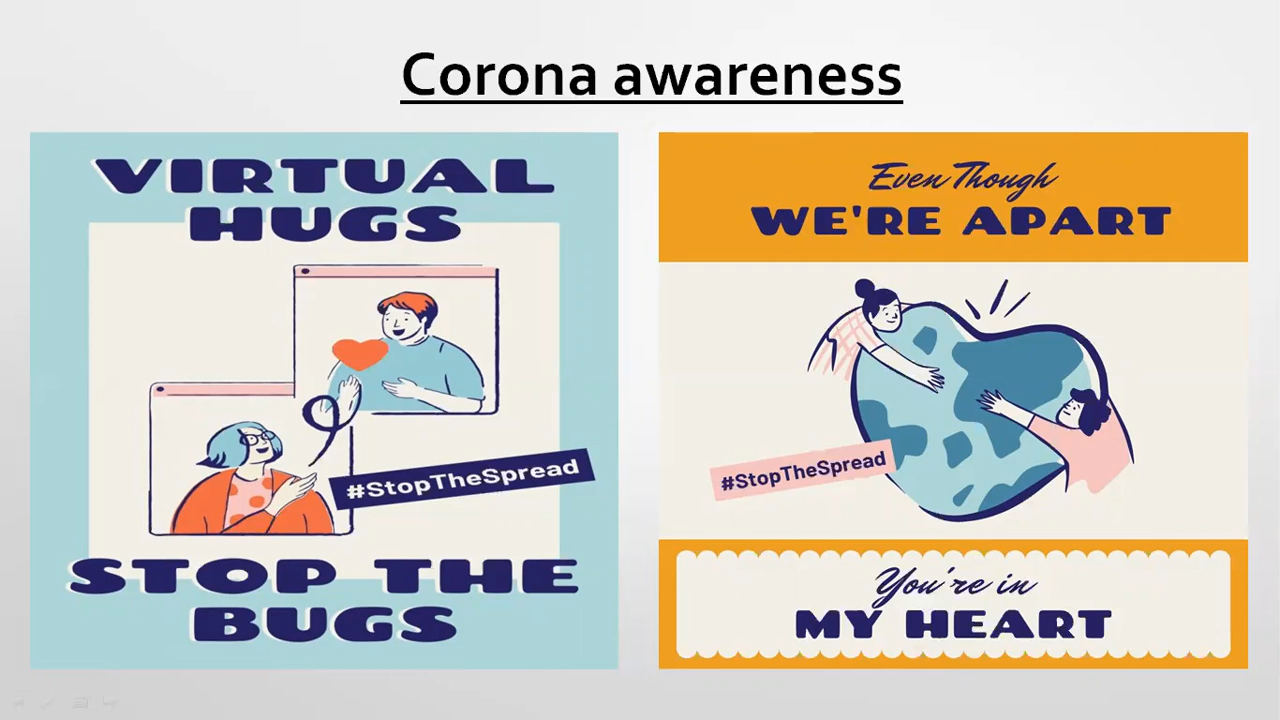 Corona awareness
VIRTUAL
HUGS
#StopTheSpread
STOP THE
BUGS
Even Though
WE'RE APART
#StopTheSpread
You're in
MY HEART